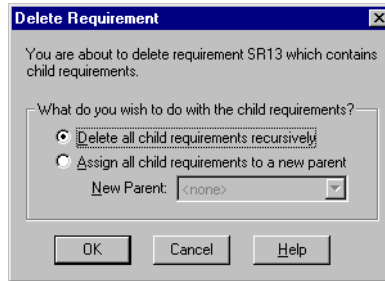 Delete Requirement
You are about to delete requirement SR13 which contains
child requirements.
What do you wish to do with the child requirements?
Delete all child requirements recursively
Assign all child requirements to a new parent
New Parent: <none>
OK Cancel Help